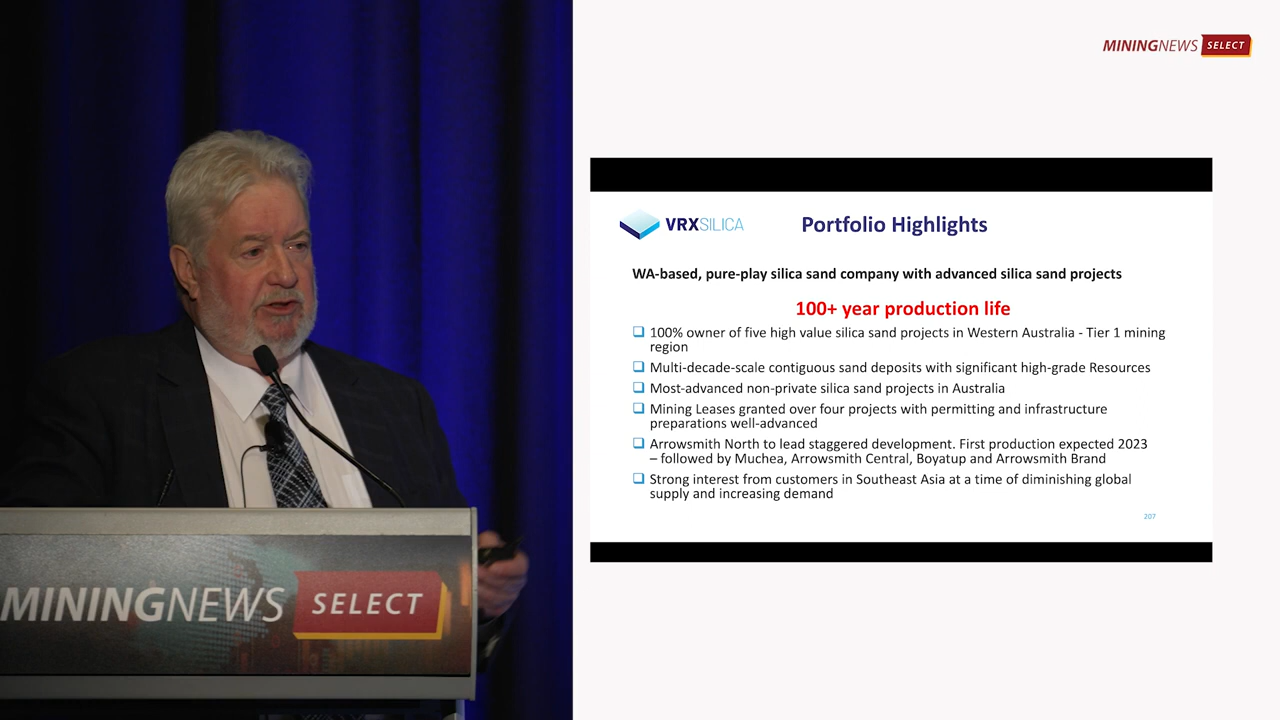 MININGNEWS SELECT
VRXSILICA
Portfolio Highlights
WA-based, pure-play silica sand company with advanced silica sand projects
100+ year production life
❑ 100% owner of five high value silica sand projects in Western Australia - Tier 1 mining
region
❑ Multi-decade-scale contiguous sand deposits with significant high-grade Resources
❑ Most-advanced non-private silica sand projects in Australia
❑ Mining Leases granted over four projects with permitting and infrastructure
preparations well-advanced
❑ Arrowsmith North to lead staggered development. First production expected 2023
– followed by Muchea, Arrowsmith Central, Boyatup and Arrowsmith Brand
❑ Strong interest from customers in Southeast Asia at a time of diminishing global
supply and increasing demand
207
MININGNEWS SELECT